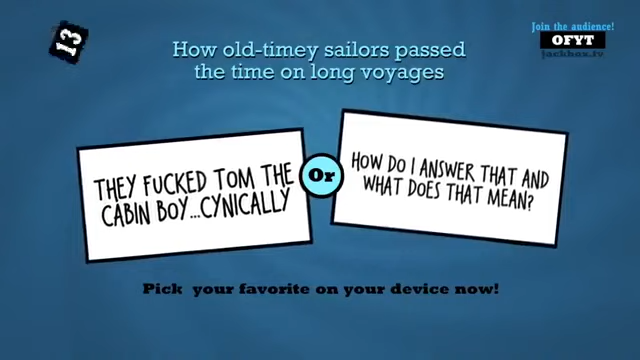 13
Join the audience!
OFYT
jackbox.tv
How old-timey sailors passed
the time on long voyages
THEY FUCKED TOM THE
CABIN BOY...CYNICALLY
Or
HOW DO I ANSWER THAT AND
WHAT DOES THAT MEAN?
Pick your favorite on your device now!